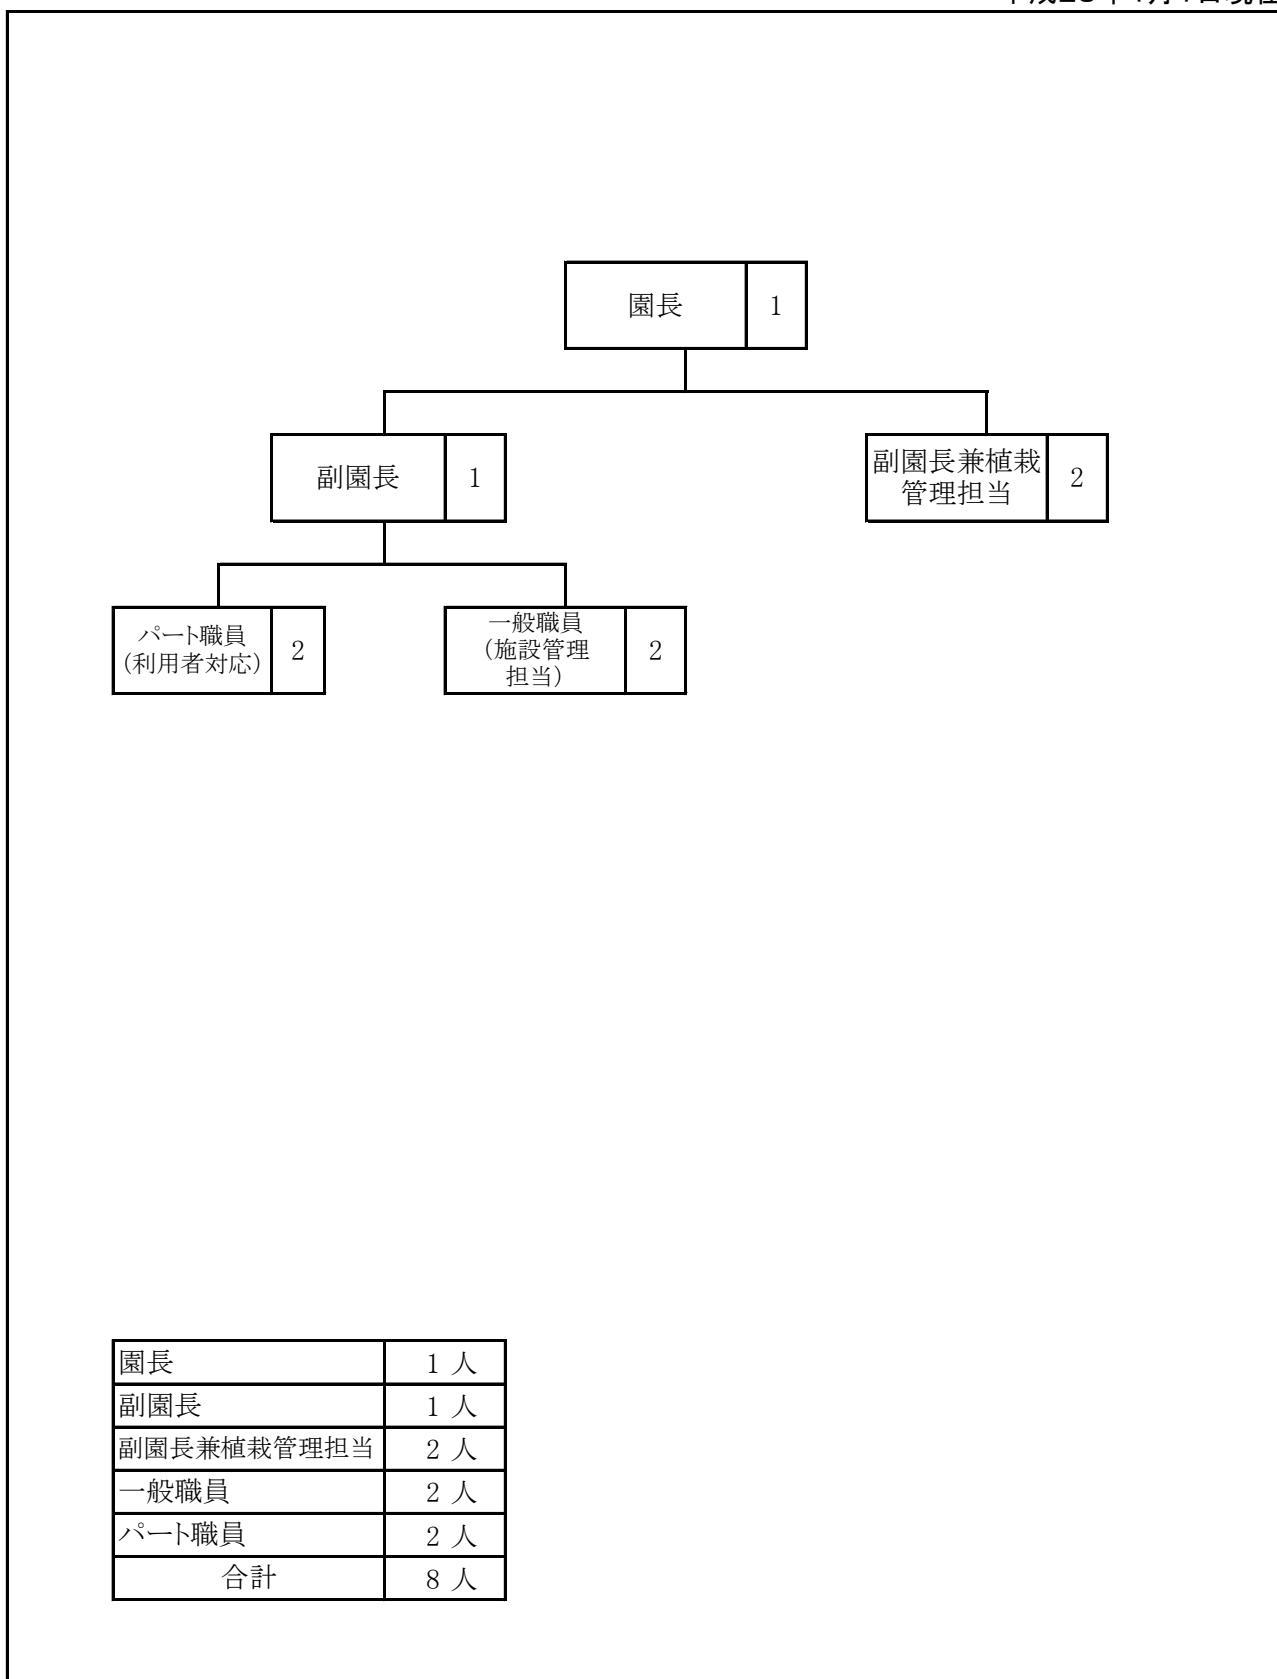 園長 1
副園長 1
副園長兼植栽
管理担当 2
パート職員
(利用者対応) 2
一般職員
(施設管理
担当) 2
園長 1 人
副園長 1 人
副園長兼植栽管理担当 2 人
一般職員 2 人
パート職員 2 人
合計 8 人